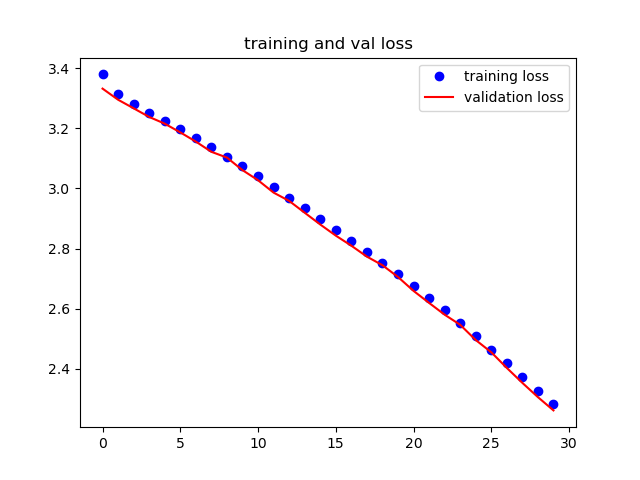 training and val loss
training loss
validation loss
3.4
3.2
3.0
2.8
2.6
2.4
0 5 10 15 20 25 30